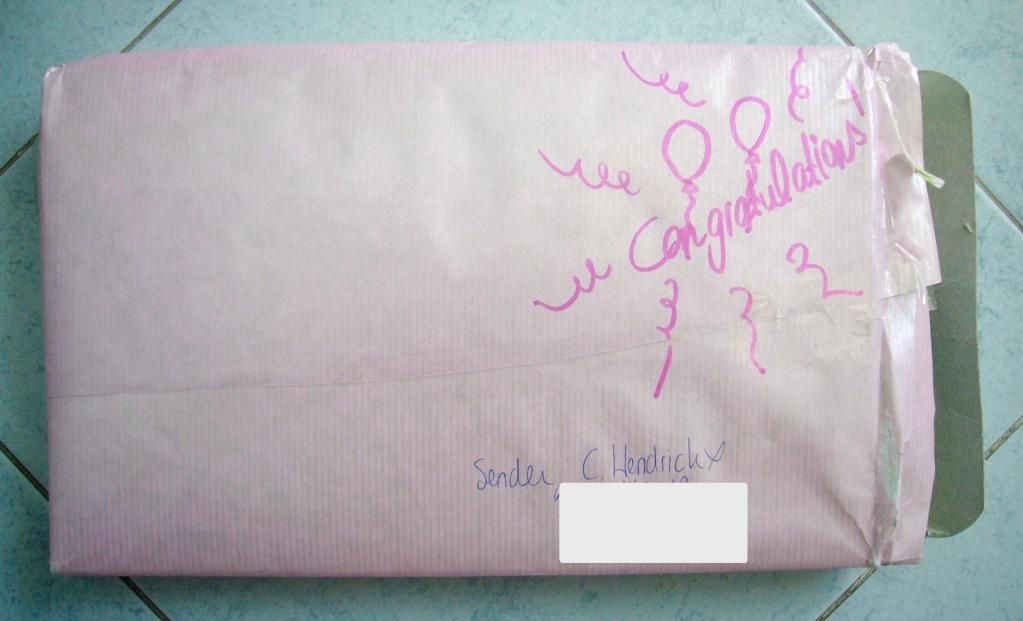 Congratulations!
Sender C. Hendrickx